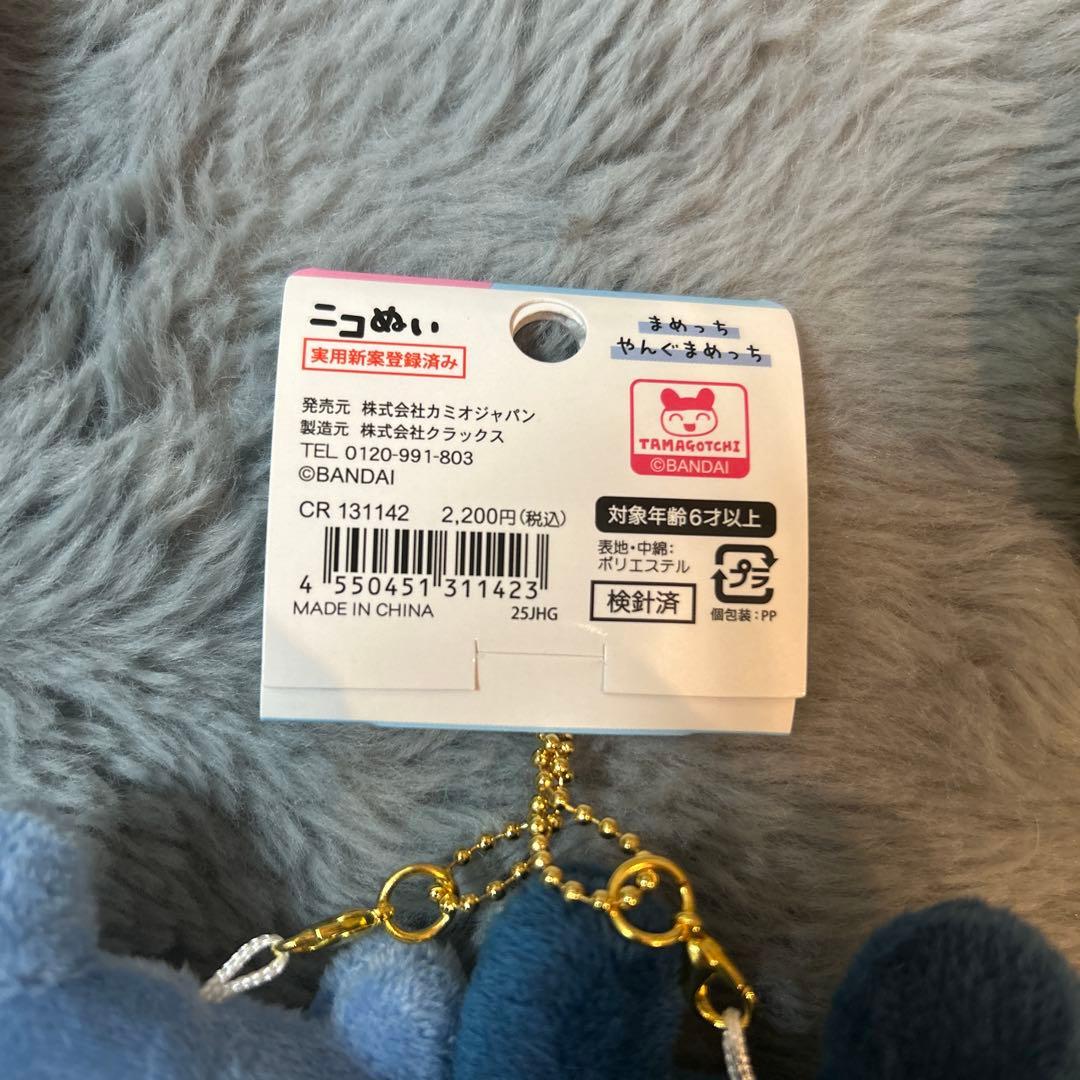 ニコぬい
実用新案登録済み
まめっち
やんぐまめっち
発売元 株式会社カミオジャパン
製造元 株式会社クラックス
TEL 0120-991-803
©BANDAI
TAMAGOTCHI
©BANDAI
CR 131142 2,200円(税込)
4 550451 311423
MADE IN CHINA 25JHG
対象年齢6才以上
表地・中綿:
ポリエステル
検針済
プラ
個包装:PP